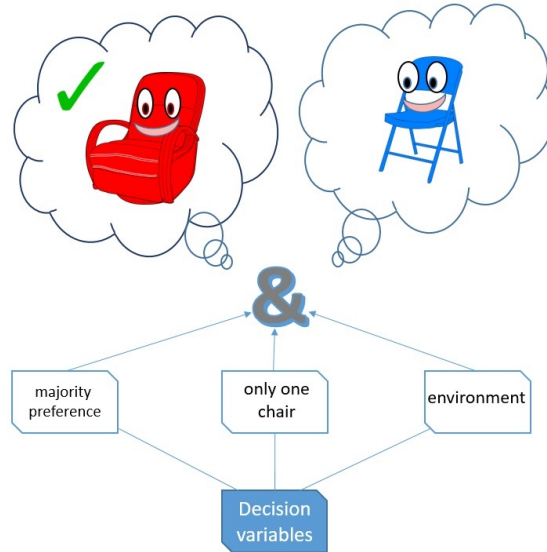 &
majority
preference
only one
chair
environment
Decision
variables